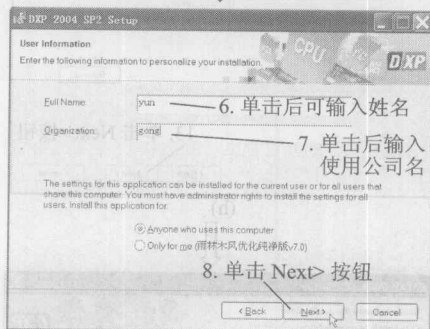 DXP 2004 SP2 Setup
User Information
Enter the following information to personalize your installation.
CPU
DXP
Full Name:
yun
6. 单击后可输入姓名
Organization:
gong
7. 单击后输入
使用公司名
The settings for this application can be installed for the current user or for all users that
share this computer. You must have administrator rights to install the settings for all
users. Install this application for:
Anyone who uses this computer
Only for me (雨林木风优化纯净版v7.0)
8. 单击 Next> 按钮
< Back
Next >
Cancel